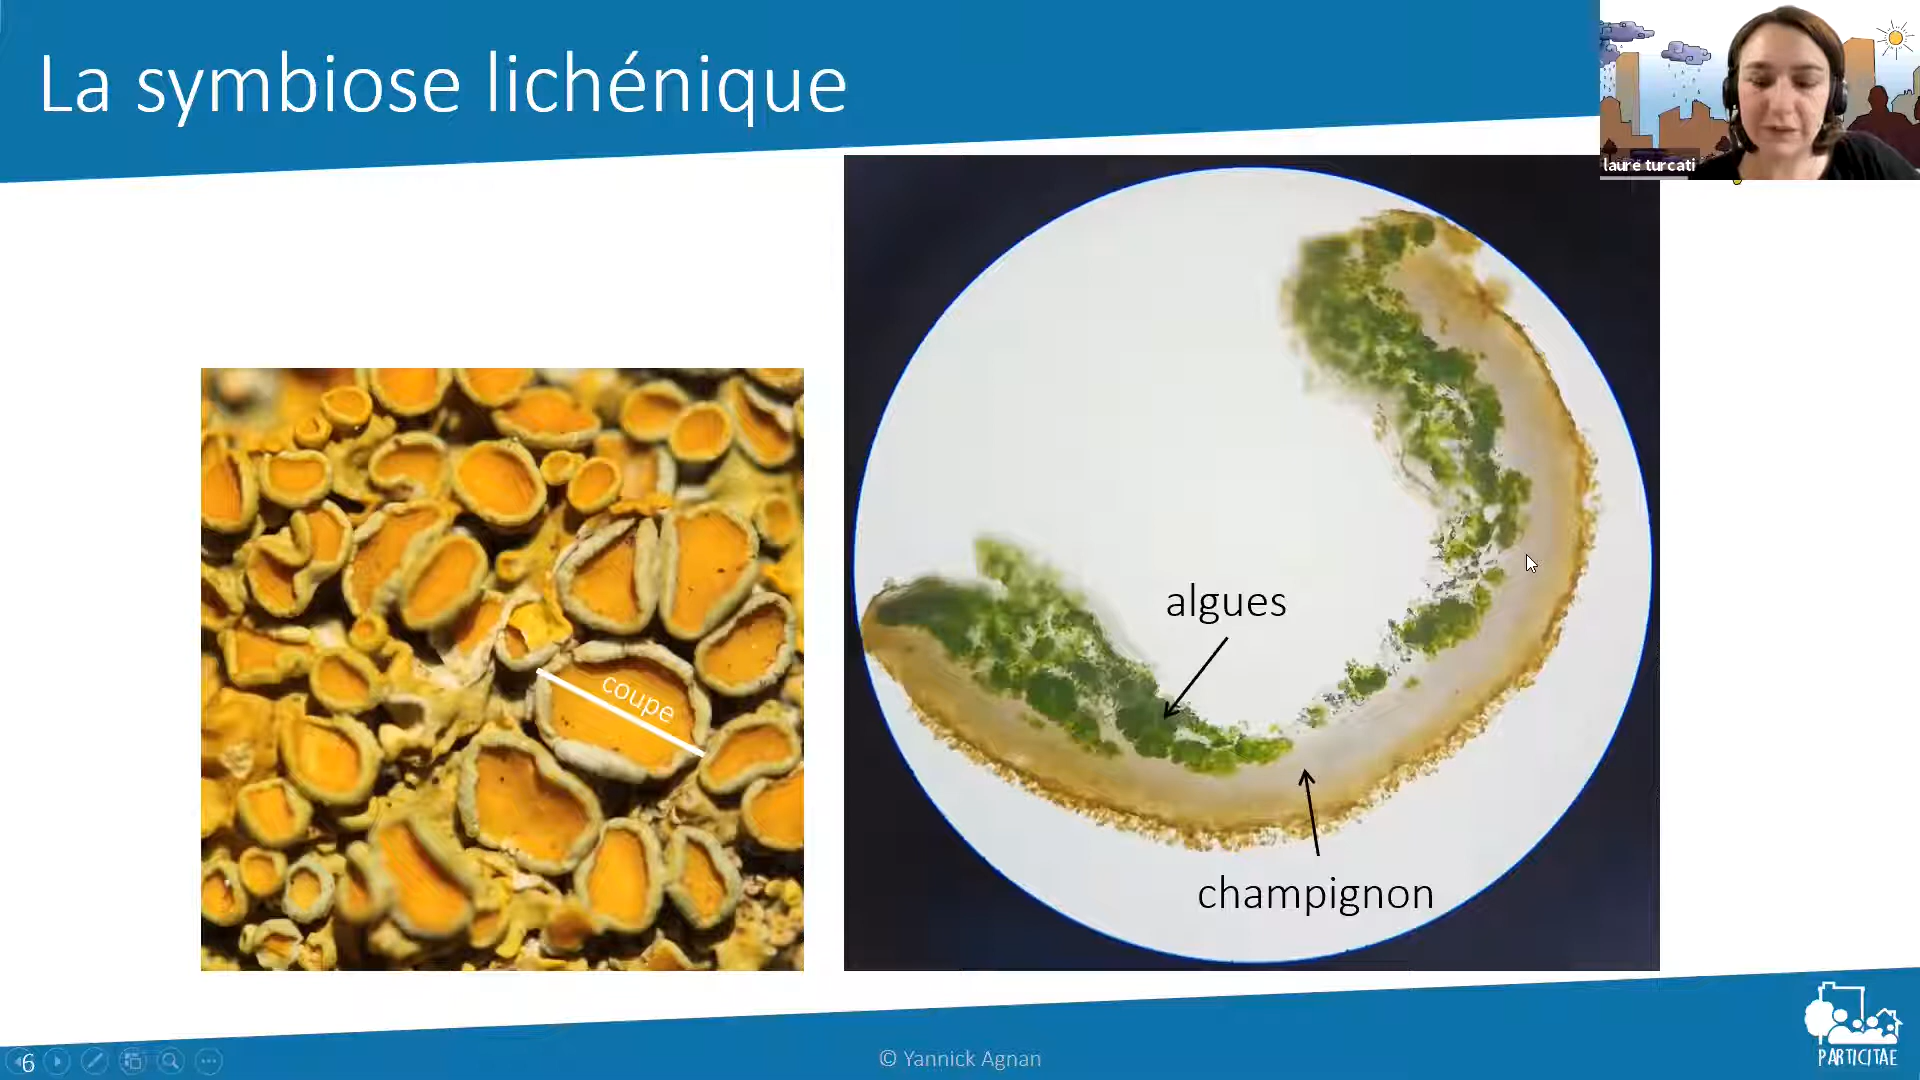 La symbiose lichénique
laure turcati
coupe
algues
champignon
6
© Yannick Agnan
PARTICITAE